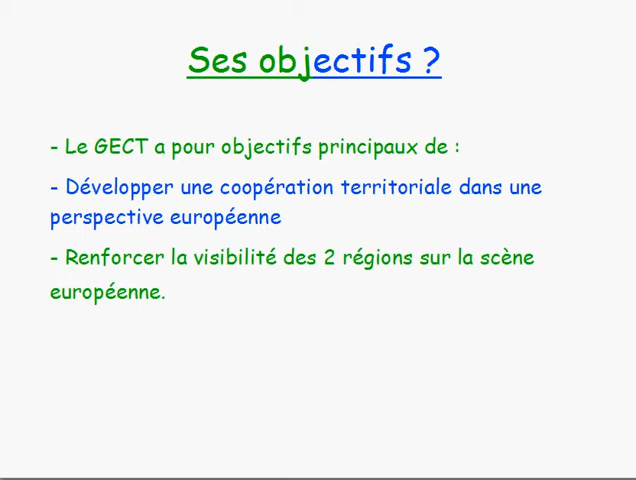 Ses objectifs ?
- Le GECT a pour objectifs principaux de :
- Développer une coopération territoriale dans une
perspective européenne
- Renforcer la visibilité des 2 régions sur la scène
européenne.